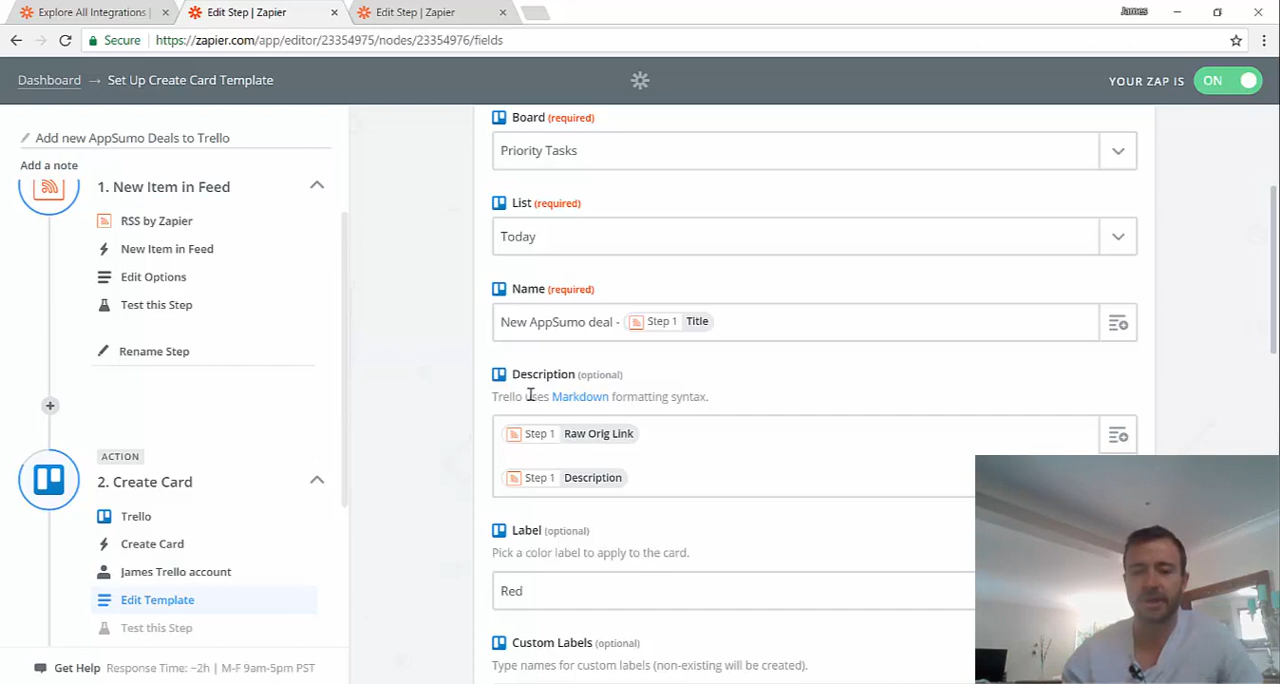 Explore All Integrations |
Edit Step | Zapier
Edit Step | Zapier
James
Secure https://zapier.com/app/editor/23354975/nodes/23354976/fields
Dashboard → Set Up Create Card Template
YOUR ZAP IS ON
Add new AppSumo Deals to Trello
Add a note
1. New Item in Feed
RSS by Zapier
New Item in Feed
Edit Options
Test this Step
Rename Step
ACTION
2. Create Card
Trello
Create Card
James Trello account
Edit Template
Test this Step
Get Help Response Time: ~2h | M-F 9am-5pm PST
Board (required)
Priority Tasks
List (required)
Today
Name (required)
New AppSumo deal - Step 1 Title
Description (optional)
Trello uses Markdown formatting syntax.
Step 1 Raw Orig Link
Step 1 Description
Label (optional)
Pick a color label to apply to the card.
Red
Custom Labels (optional)
Type names for custom labels (non-existing will be created).